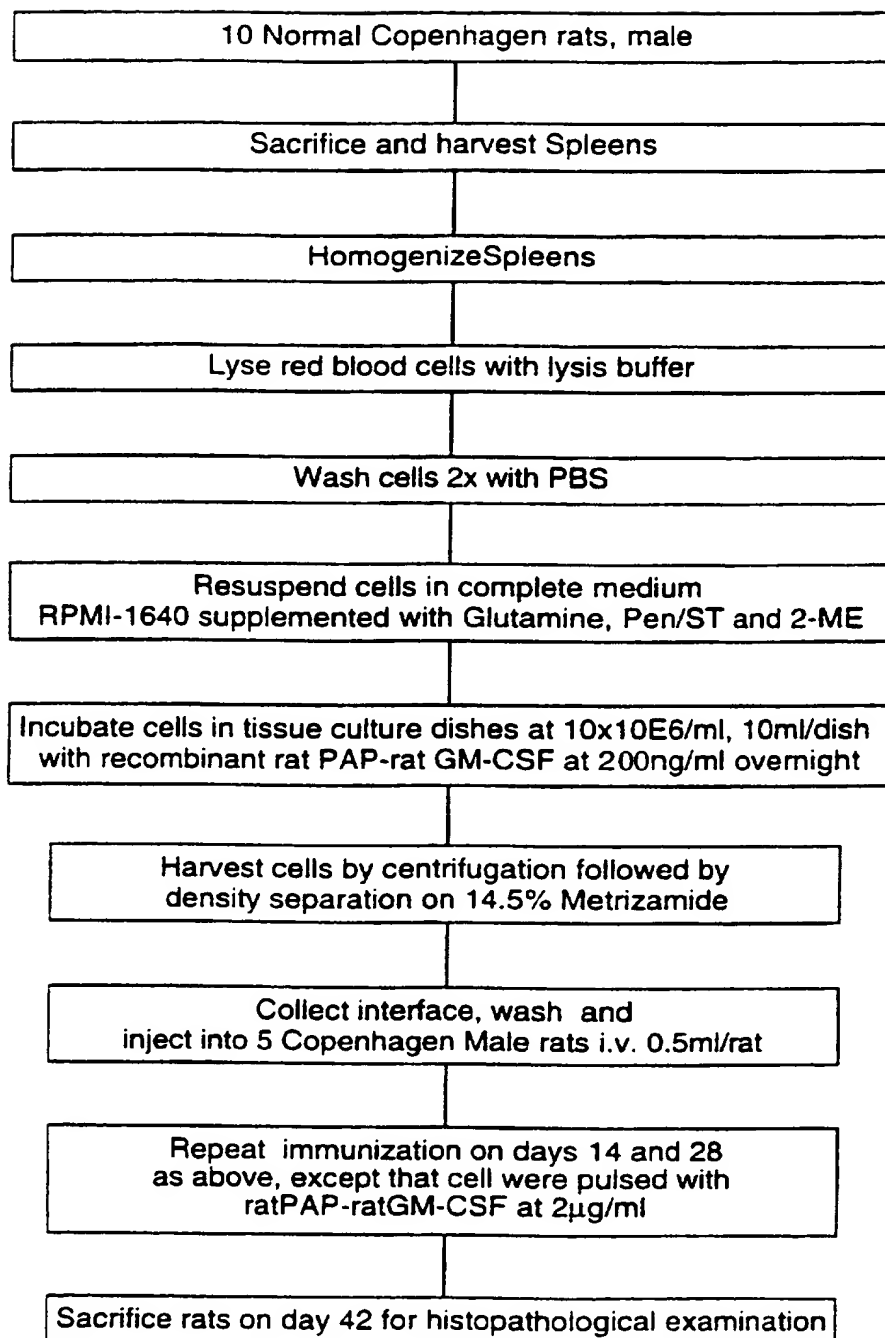 10 Normal Copenhagen rats, male
Sacrifice and harvest Spleens
HomogenizeSpleens
Lyse red blood cells with lysis buffer
Wash cells 2x with PBS
Resuspend cells in complete medium
RPMI-1640 supplemented with Glutamine, Pen/ST and 2-ME
Incubate cells in tissue culture dishes at 10x10E6/ml, 10ml/dish
with recombinant rat PAP-rat GM-CSF at 200ng/ml overnight
Harvest cells by centrifugation followed by
density separation on 14.5% Metrizamide
Collect interface, wash and
inject into 5 Copenhagen Male rats i.v. 0.5ml/rat
Repeat immunization on days 14 and 28
as above, except that cell were pulsed with
ratPAP-ratGM-CSF at 2µg/ml
Sacrifice rats on day 42 for histopathological examination